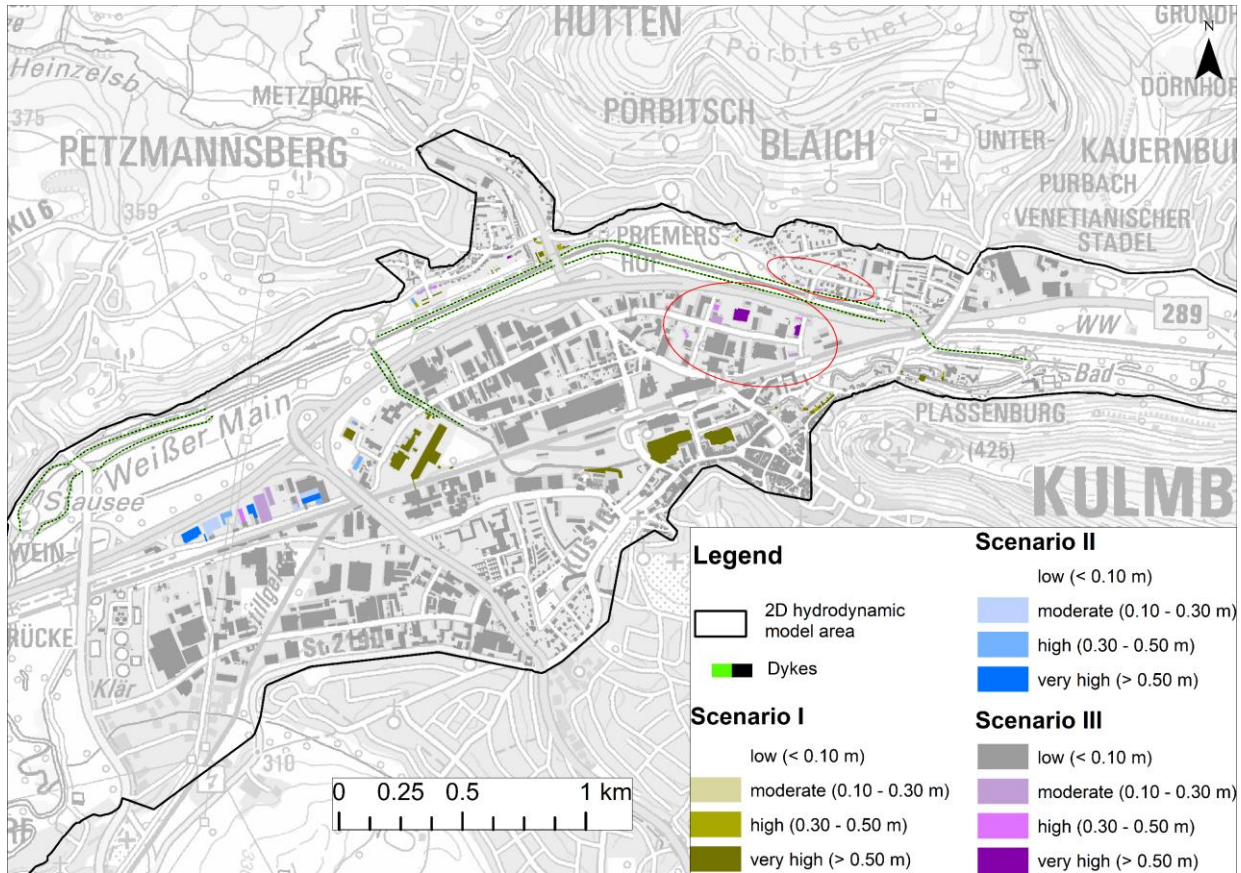 HUTTEN
GRUNDH
Pörbitscher
bach
N
Heinzelsb.
METZDORF
DÖRNHOF
375
PÖRBITSCH
UNTER-
KAUERNBU
PETZMANNSBERG
BLAICH
PURBACH
KU 6
359
H
VENETIANISCHER
STADEL
PRIEMERS
HOF
289
WW
Bad
Weißer Main
PLASSENBURG
(425)
Stausee
KULMB
WEIN-
RÜCKE
St 2190
Klär
310
0 0.25 0.5 1 km
Legend
2D hydrodynamic
model area
Dykes
Scenario I
low (< 0.10 m)
moderate (0.10 - 0.30 m)
high (0.30 - 0.50 m)
very high (> 0.50 m)
Scenario II
low (< 0.10 m)
moderate (0.10 - 0.30 m)
high (0.30 - 0.50 m)
very high (> 0.50 m)
Scenario III
low (< 0.10 m)
moderate (0.10 - 0.30 m)
high (0.30 - 0.50 m)
very high (> 0.50 m)